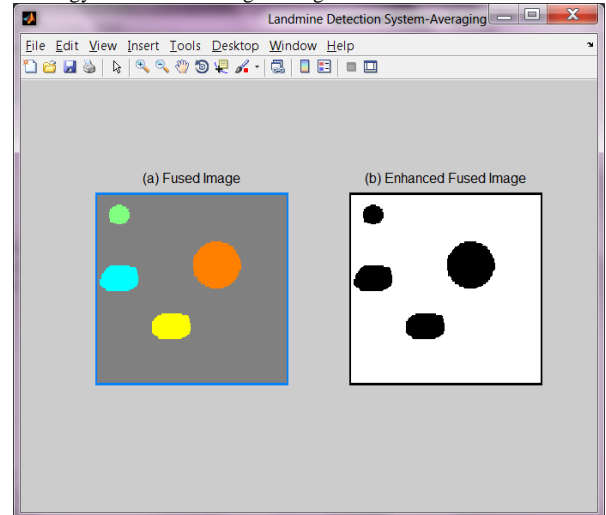 Landmine Detection System-Averaging
File Edit View Insert Tools Desktop Window Help
(a) Fused Image
(b) Enhanced Fused Image